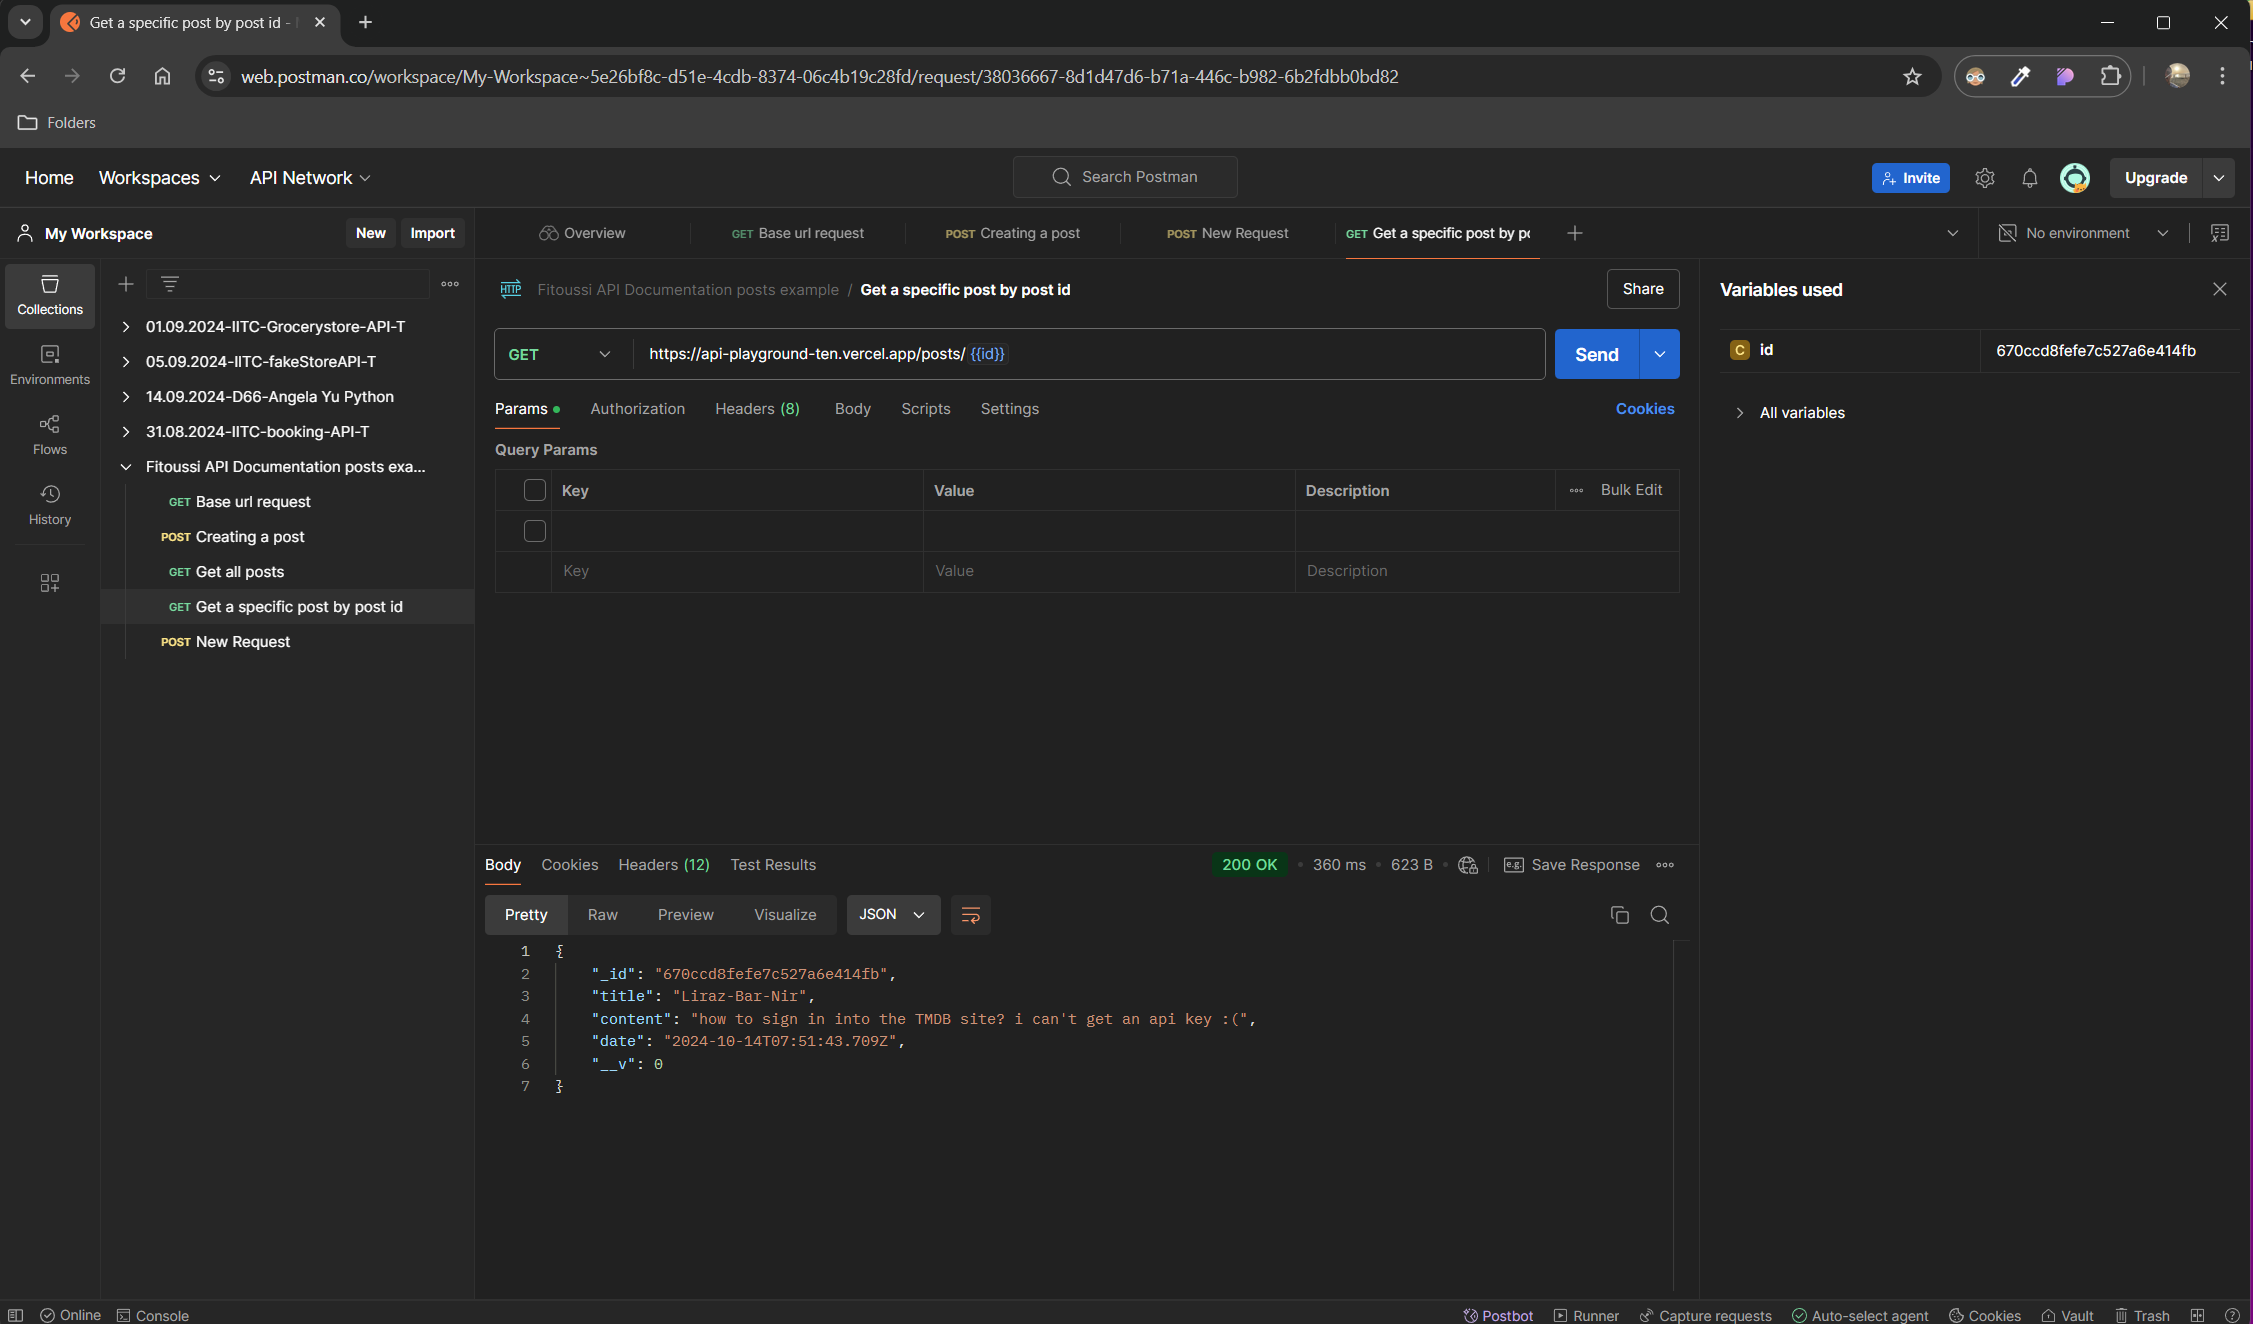 Get a specific post by post id -
web.postman.co/workspace/My-Workspace~5e26bf8c-d51e-4cdb-8374-06c4b19c28fd/request/38036667-8d1d47d6-b71a-446c-b982-6b2fdbb0bd82
Folders
Home Workspaces API Network Search Postman Invite Upgrade
My Workspace New Import Overview GET Base url request POST Creating a post POST New Request GET Get a specific post by po No environment
Collections
Environments
Flows
History
01.09.2024-IITC-Grocerystore-API-T
05.09.2024-IITC-fakeStoreAPI-T
14.09.2024-D66-Angela Yu Python
31.08.2024-IITC-booking-API-T
Fitoussi API Documentation posts exa...
GET Base url request
POST Creating a post
GET Get all posts
GET Get a specific post by post id
POST New Request
HTTP Fitoussi API Documentation posts example / Get a specific post by post id Share
GET https://api-playground-ten.vercel.app/posts/ {{id}} Send
Params Authorization Headers (8) Body Scripts Settings Cookies
Query Params
Key Value Description Bulk Edit
Key Value Description
Variables used
C id 670ccd8fefe7c527a6e414fb
All variables
Body Cookies Headers (12) Test Results 200 OK 360 ms 623 B e.g. Save Response
Pretty Raw Preview Visualize JSON
1 {
2 "_id": "670ccd8fefe7c527a6e414fb",
3 "title": "Liraz-Bar-Nir",
4 "content": "how to sign in into the TMDB site? i can't get an api key :(",
5 "date": "2024-10-14T07:51:43.709Z",
6 "__v": 0
7 }
Online Console Postbot Runner Capture requests Auto-select agent Cookies Vault Trash